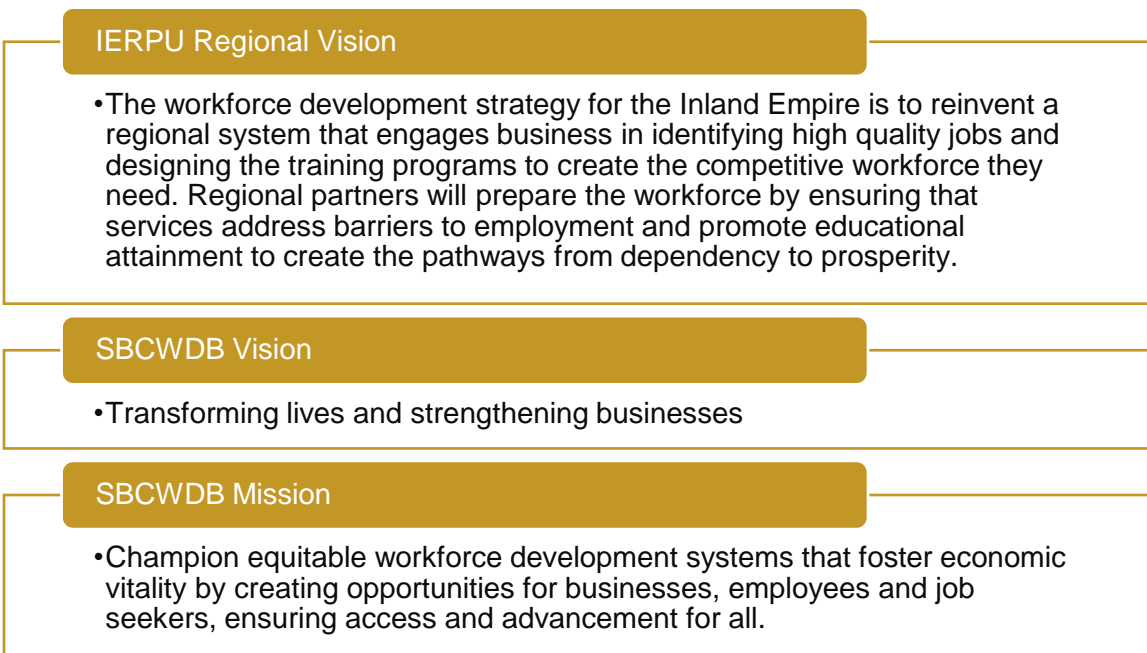 IERPU Regional Vision
•The workforce development strategy for the Inland Empire is to reinvent a
regional system that engages business in identifying high quality jobs and
designing the training programs to create the competitive workforce they
need. Regional partners will prepare the workforce by ensuring that
services address barriers to employment and promote educational
attainment to create the pathways from dependency to prosperity.
SBCWDB Vision
•Transforming lives and strengthening businesses
SBCWDB Mission
•Champion equitable workforce development systems that foster economic
vitality by creating opportunities for businesses, employees and job
seekers, ensuring access and advancement for all.